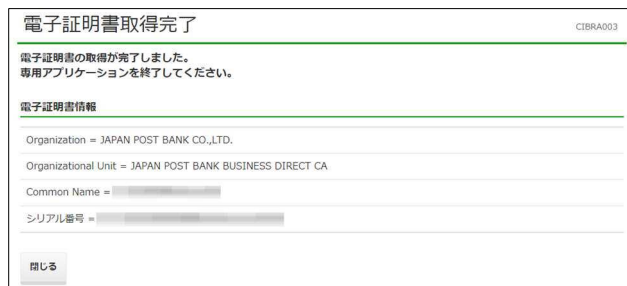 電子証明書取得完了
CIBRA003
電子証明書の取得が完了しました。
専用アプリケーションを終了してください。
電子証明書情報
Organization = JAPAN POST BANK CO.,LTD.
Organizational Unit = JAPAN POST BANK BUSINESS DIRECT CA
Common Name =
シリアル番号 =
閉じる